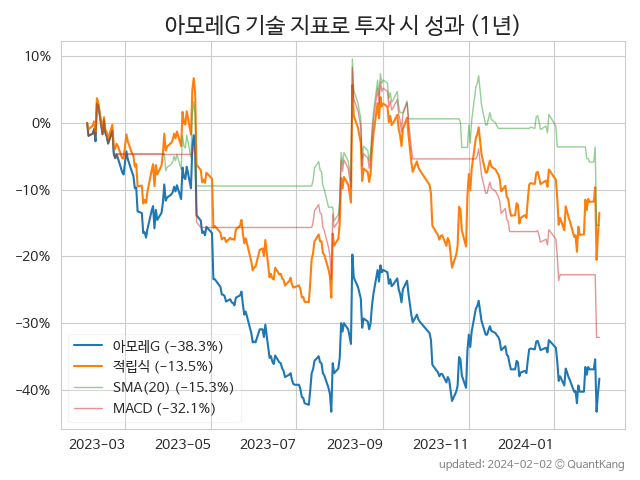 아모레G 기술 지표로 투자 시 성과 (1년)
10%
0%
−10%
−20%
−30%
−40%
아모레G (−38.3%)
적립식 (−13.5%)
SMA(20) (−15.3%)
MACD (−32.1%)
2023−03 2023−05 2023−07 2023−09 2023−11 2024−01
updated: 2024−02−02 © QuantKang